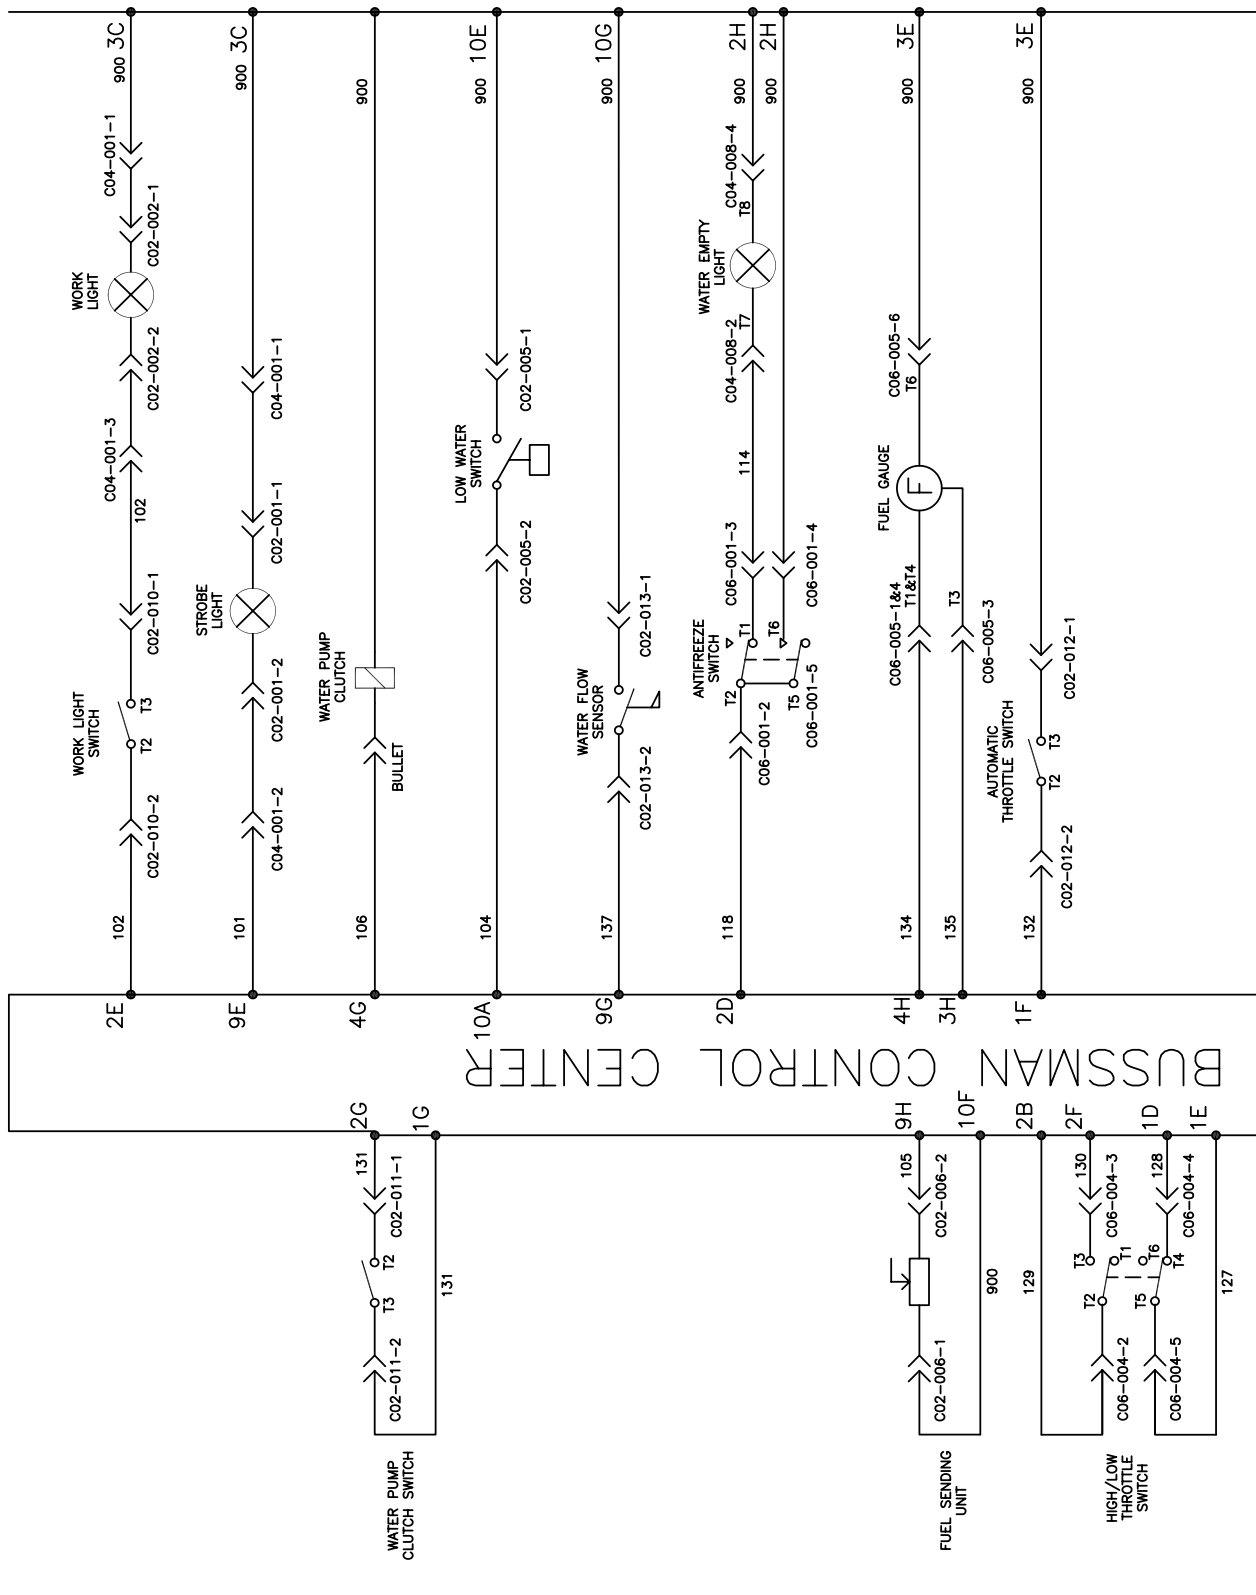 900 3C
C04-001-1
C02-002-1
WORK
LIGHT
C02-002-2
C04-001-3
102
C02-010-1
WORK LIGHT
SWITCH
T3
T2
C02-010-2
102
2E
900 3C
C04-001-1
C02-001-1
STROBE
LIGHT
C02-001-2
C04-001-2
101
9E
900
WATER PUMP
CLUTCH
BULLET
106
4G
900 10E
C02-005-1
LOW WATER
SWITCH
C02-005-2
104
10A
900 10G
C02-013-1
WATER FLOW
SENSOR
C02-013-2
137
9G
900 2H
900 2H
C04-008-4
T8
WATER EMPTY
LIGHT
T7
C04-008-2
114
C06-001-3
C06-001-4
ANTIFREEZE
SWITCH
T1
T6
T2
T5
C06-001-5
C06-001-2
118
2D
900 3E
C06-005-6
T6
FUEL GAUGE
F
C06-005-1&4
T1&T4
T3
C06-005-3
134
135
4H
3H
900 3E
C02-012-1
AUTOMATIC
THROTTLE SWITCH
T3
T2
C02-012-2
132
1F
BUSSMAN CONTROL CENTER
2G
1G
131
C02-011-1
T2
T3
C02-011-2
131
WATER PUMP
CLUTCH SWITCH
9H
10F
105
C02-006-2
C02-006-1
900
FUEL SENDING
UNIT
2B
2F
1D
1E
129
130
C06-004-3
T3
T1
T2
C06-004-2
128
C06-004-4
T6
T4
T5
C06-004-5
127
HIGH/LOW
THROTTLE
SWITCH